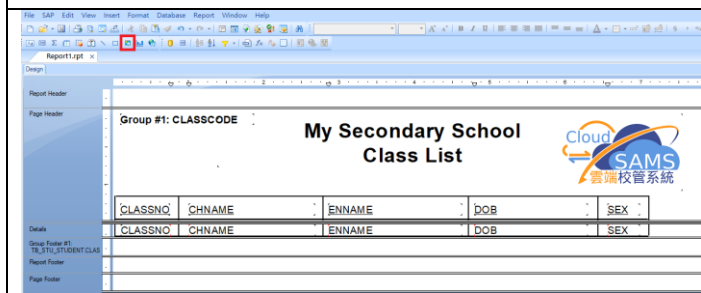 File SAP Edit View Insert Format Database Report Window Help
Report1.rpt ×
Design
Report Header
Page Header
Group #1: CLASSCODE
My Secondary School
Class List
Cloud
SAMS
雲端校管系統
CLASSNO CHNAME ENNAME DOB SEX
Details
CLASSNO CHNAME ENNAME DOB SEX
Group Footer #1:
TB_STU_STUDENT.CLAS
Report Footer
Page Footer